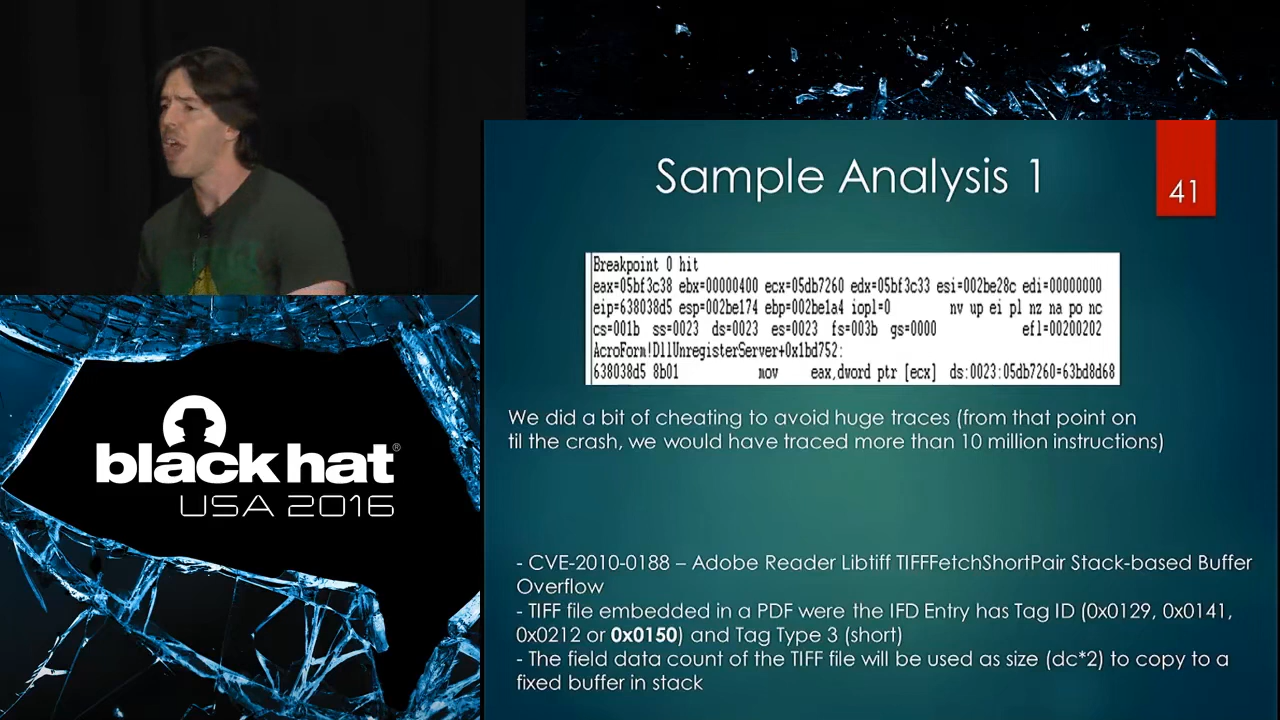 Sample Analysis 1
41
Breakpoint 0 hit
eax=05bf3c38 ebx=00000400 ecx=05db7260 edx=05bf3c33 esi=002be28c edi=00000000
eip=638038d5 esp=002be174 ebp=002be1a4 iopl=0 nv up ei pl nz na po nc
cs=001b ss=0023 ds=0023 es=0023 fs=003b gs=0000 efl=00200202
AcroForm!DllUnregisterServer+0x1bd752:
638038d5 8b01 mov eax,dword ptr [ecx] ds:0023:05db7260=63bd8d68
We did a bit of cheating to avoid huge traces (from that point on
til the crash, we would have traced more than 10 million instructions)
- CVE-2010-0188 – Adobe Reader Libtiff TIFFFetchShortPair Stack-based Buffer
Overflow
- TIFF file embedded in a PDF were the IFD Entry has Tag ID (0x0129, 0x0141,
0x0212 or 0x0150) and Tag Type 3 (short)
- The field data count of the TIFF file will be used as size (dc*2) to copy to a
fixed buffer in stack
black hat®
USA 2016